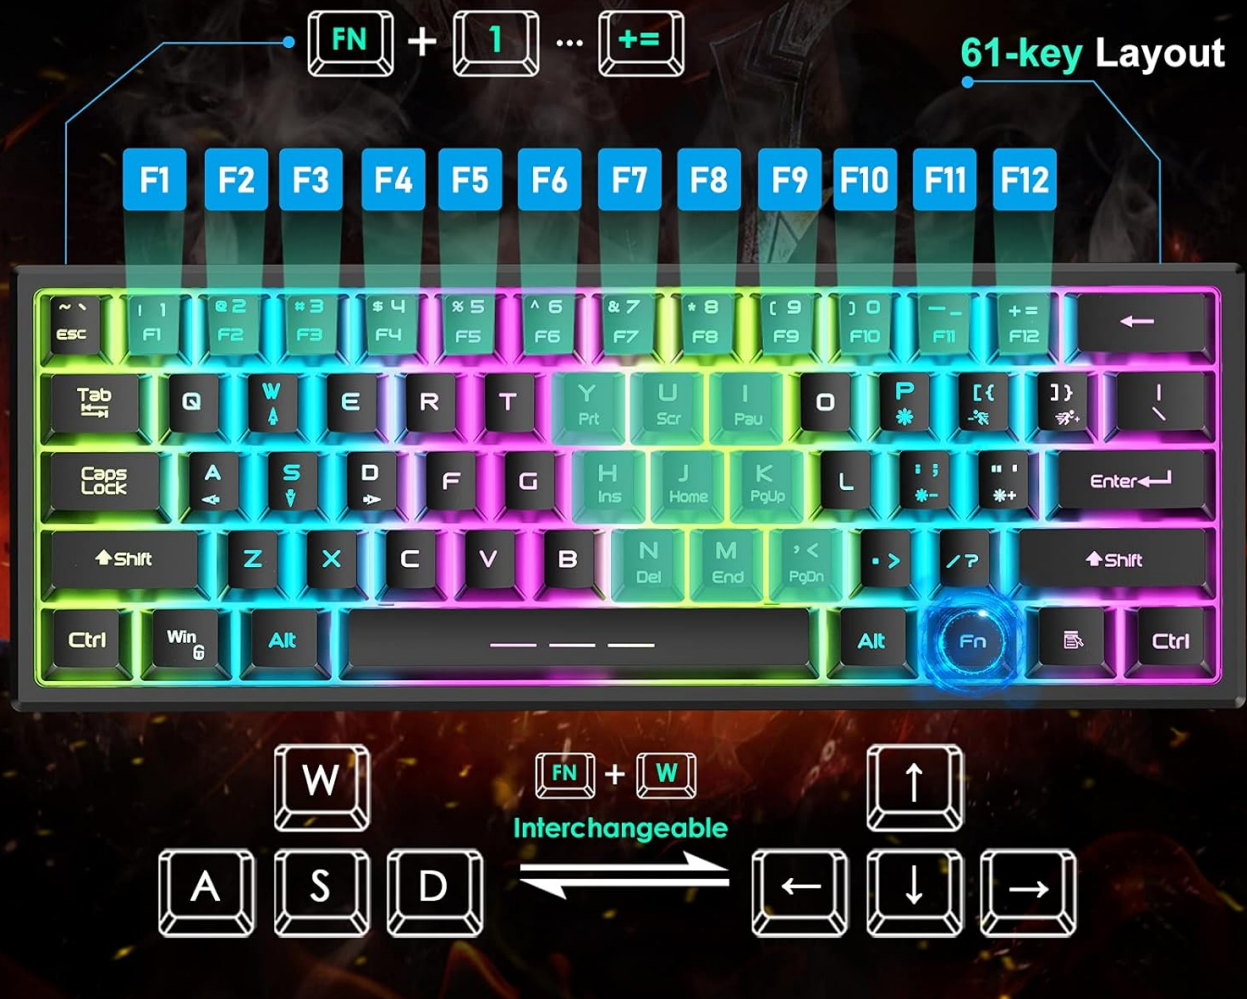 FN + 1 ... +=
61-key Layout
F1 F2 F3 F4 F5 F6 F7 F8 F9 F10 F11 F12
~ ` | 1 @ 2 # 3 $ 4 % 5 ^ 6 & 7 * 8 ( 9 ) 0 — _ + = ←
ESC F1 F2 F3 F4 F5 F6 F7 F8 F9 F10 F11 F12
Tab Q W E R T Y U I O P [ { ] } | \
Prt Scr Pau
Caps Lock A S D F G H J K L : ; " ' Enter
Ins Home PgUp
Shift Z X C V B N M , < . > / ? Shift
Del End PgDn
Ctrl Win Alt Alt Fn Ctrl
W FN + W ↑
Interchangeable
A S D ← ↓ →